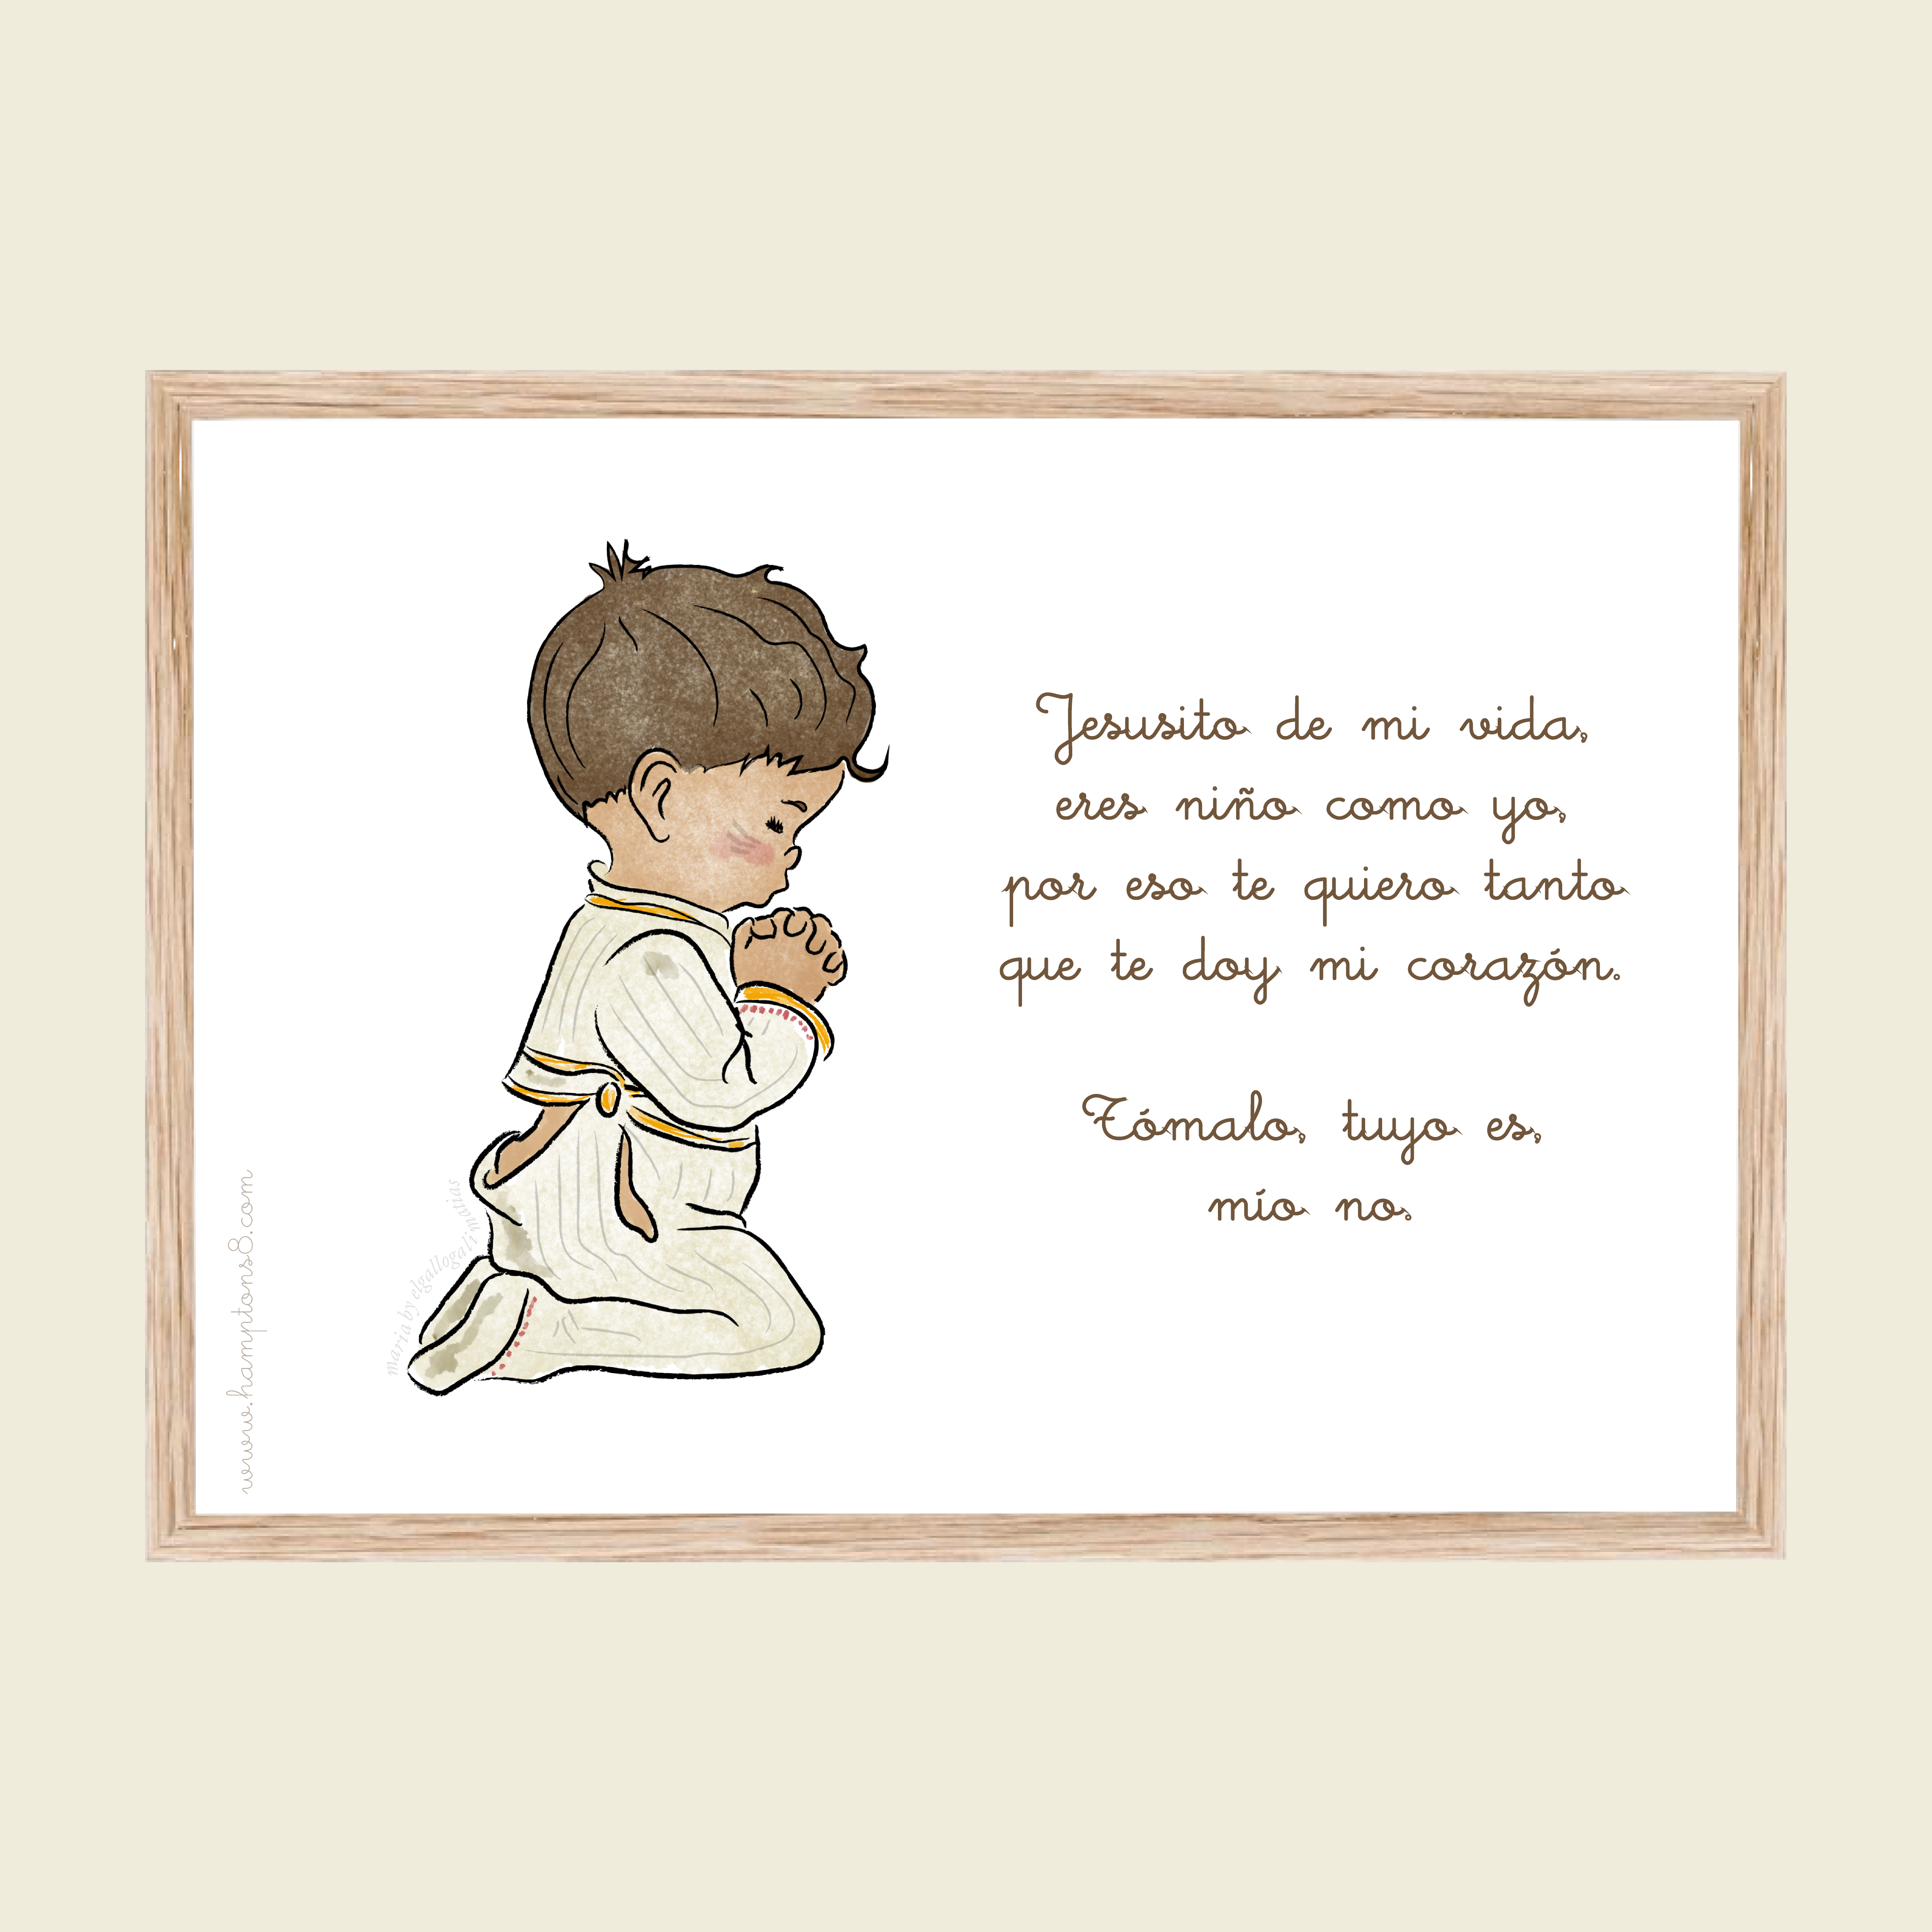 Jesusito de mi vida,
eres niño como yo,
por eso te quiero tanto
que te doy mi corazón.
Tómalo, tuyo es,
mío no.
maria by elgallogalimatias
www.hamptons8.com